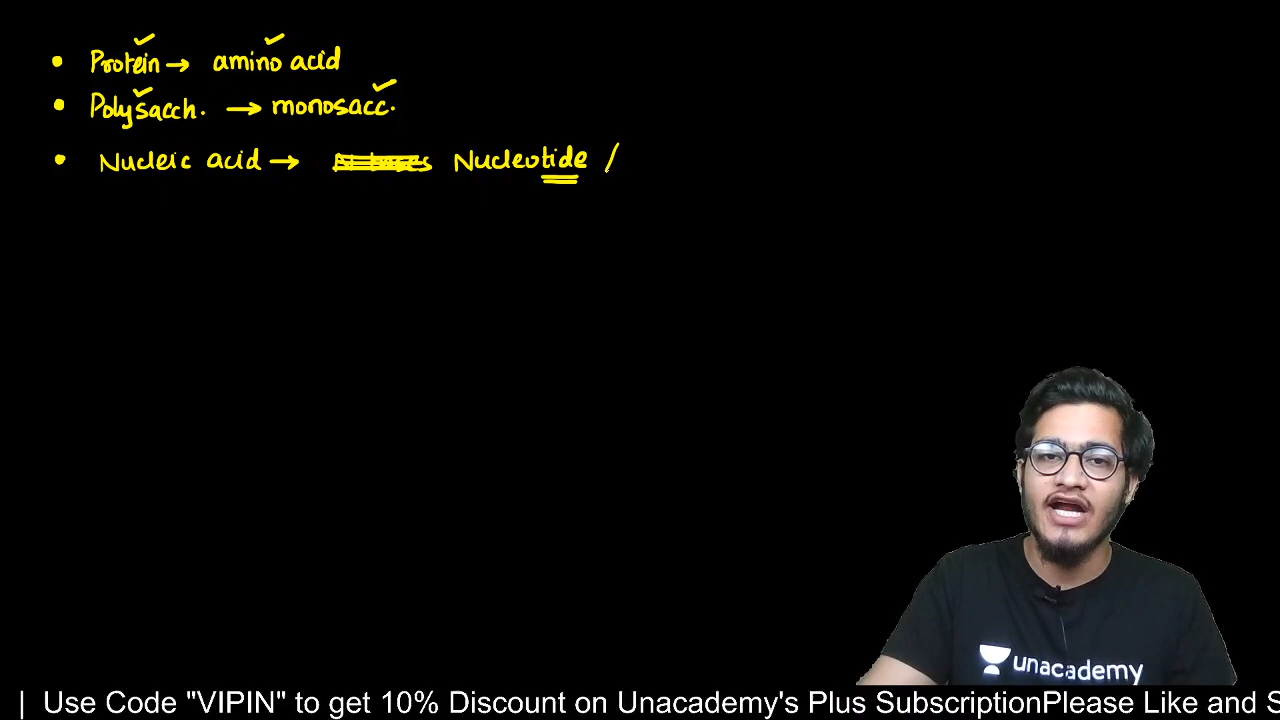 • Protein → amino acid
• Polysacch. → monosacc.
• Nucleic acid → Nucleotide /
unacademy
| Use Code "VIPIN" to get 10% Discount on Unacademy's Plus SubscriptionPlease Like and S